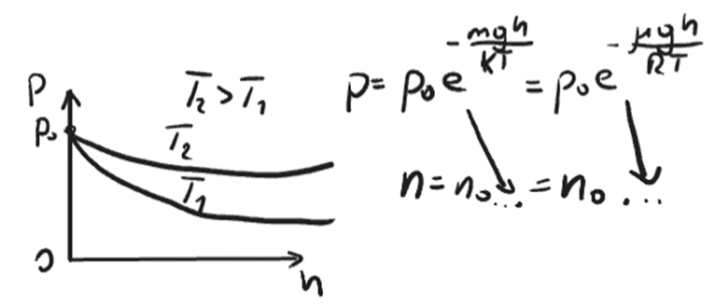 P
P₀
T₂ > T₁
T₂
T₁
0
h
p = p₀ e^(-mgh/KT) = p₀ e^(-μgh/RT)
n = n₀ ... = n₀ ...